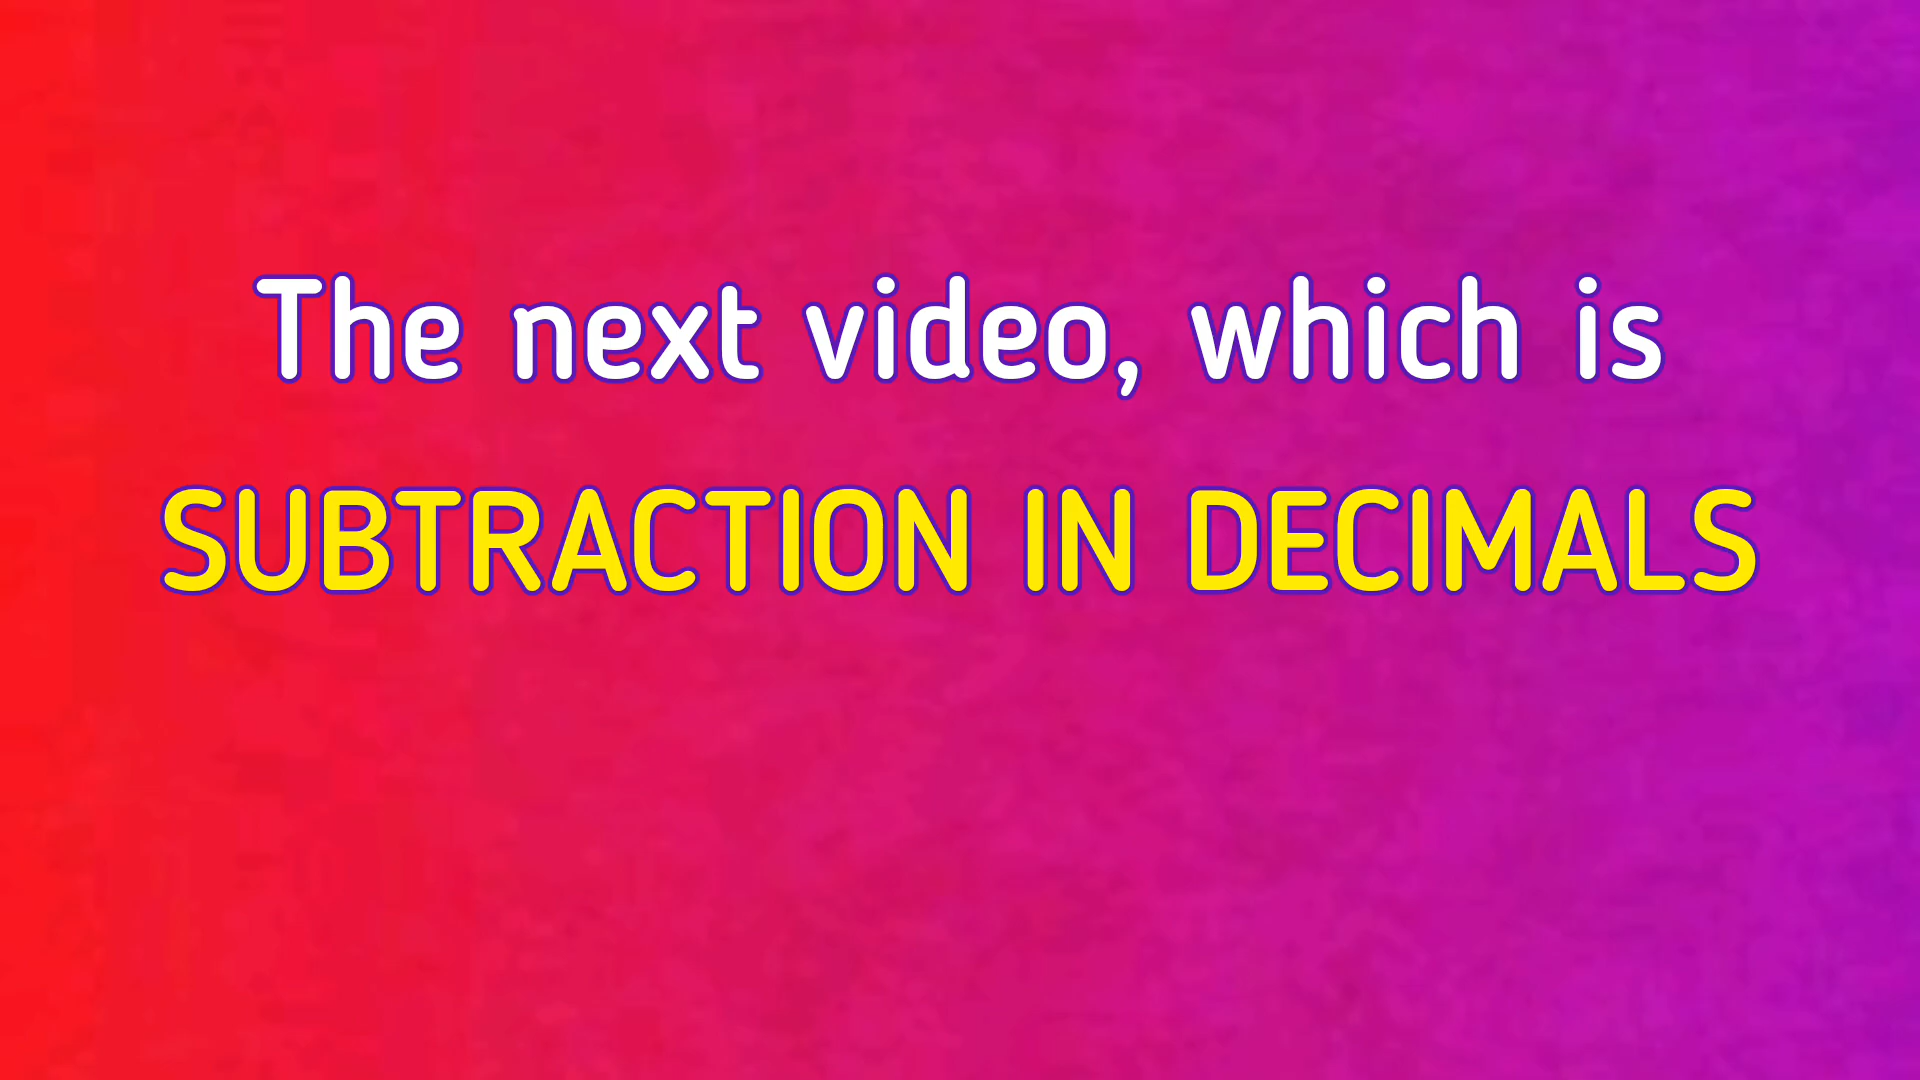 The next video, which is
SUBTRACTION IN DECIMALS